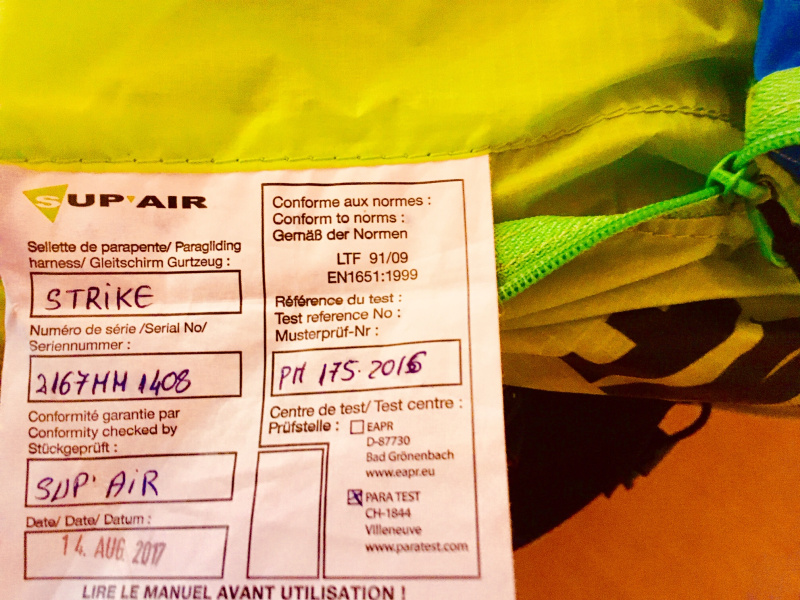 SUP'AIR
Sellette de parapente/ Paragliding
harness/ Gleitschirm Gurtzeug :
STRIKE
Numéro de série /Serial No/
Seriennummer :
2167MM 1408
Conformité garantie par
Conformity checked by
Stückgeprüft :
SUP'AIR
Date/ Date/ Datum :
14. AUG. 2017
Conforme aux normes :
Conform to norms :
Gemäß der Normen
LTF 91/09
EN1651:1999
Référence du test :
Test reference No :
Musterprüf-Nr :
PH 175.2016
Centre de test/ Test centre :
Prüfstelle : EAPR
D-87730
Bad Grönenbach
www.eapr.eu
PARA TEST
CH-1844
Villeneuve
www.paratest.com
LIRE LE MANUEL AVANT UTILISATION !